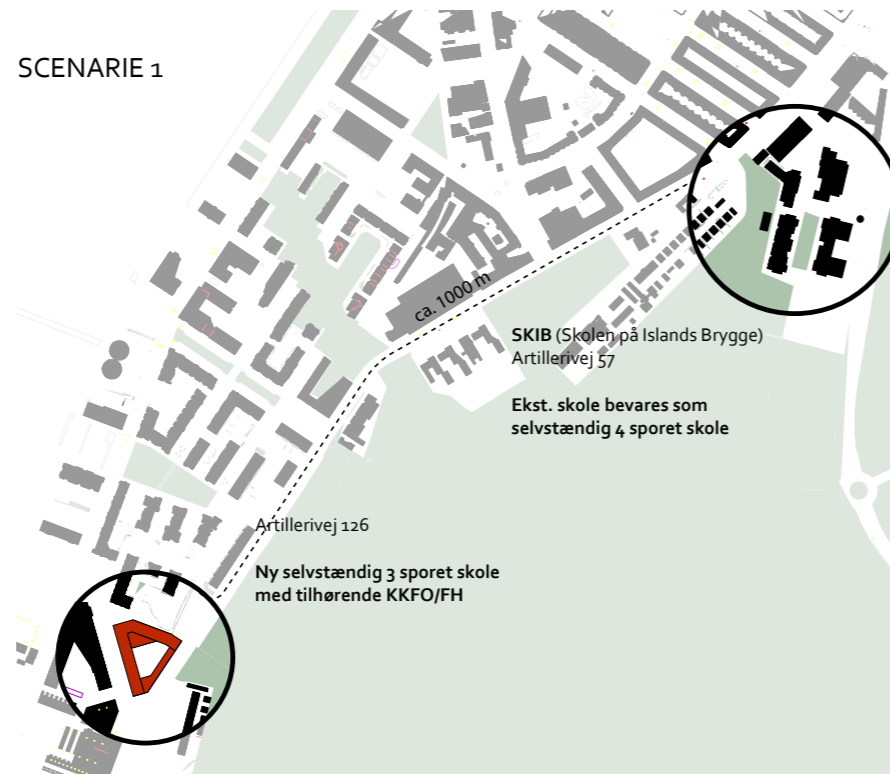 SCENARIE 1
ca. 1000 m
SKIB (Skolen på Islands Brygge)
Artillerivej 57
Ekst. skole bevares som
selvstændig 4 sporet skole
Artillerivej 126
Ny selvstændig 3 sporet skole
med tilhørende KKFO/FH